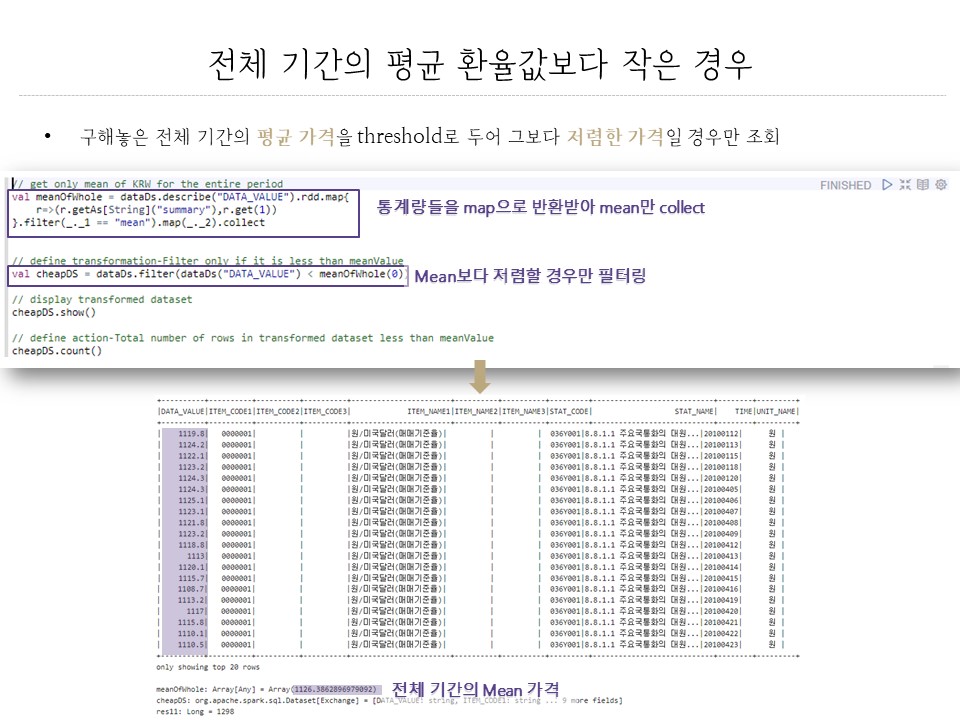 전체 기간의 평균 환율값보다 작은 경우
• 구해놓은 전체 기간의 평균 가격을 threshold로 두어 그보다 저렴한 가격일 경우만 조회
// get only mean of KRW for the entire period
FINISHED
val meanOfWhole = dataDs.describe("DATA_VALUE").rdd.map{
r=>(r.getAs[String]("summary"),r.get(1))
}.filter(_._1 == "mean").map(_._2).collect
통계량들을 map으로 반환받아 mean만 collect
// define transformation-Filter only if it is less than meanValue
val cheapDS = dataDs.filter(dataDs("DATA_VALUE") < meanOfWhole(0))
Mean보다 저렴할 경우만 필터링
// display transformed dataset
cheapDS.show()
// define action-Total number of rows in transformed dataset less than meanValue
cheapDS.count()
|DATA_VALUE|ITEM_CODE1|ITEM_CODE2|ITEM_CODE3| ITEM_NAME1|ITEM_NAME2|ITEM_NAME3|STAT_CODE| STAT_NAME| TIME|UNIT_NAME|
| 1119.8| 0000001| | |원/미국달러(매매기준율)| | | 036Y001|8.8.1.1 주요국통화의 대원...|20100112| 원 |
| 1124.2| 0000001| | |원/미국달러(매매기준율)| | | 036Y001|8.8.1.1 주요국통화의 대원...|20100113| 원 |
| 1122.1| 0000001| | |원/미국달러(매매기준율)| | | 036Y001|8.8.1.1 주요국통화의 대원...|20100115| 원 |
| 1123.2| 0000001| | |원/미국달러(매매기준율)| | | 036Y001|8.8.1.1 주요국통화의 대원...|20100118| 원 |
| 1124.3| 0000001| | |원/미국달러(매매기준율)| | | 036Y001|8.8.1.1 주요국통화의 대원...|20100120| 원 |
| 1124.3| 0000001| | |원/미국달러(매매기준율)| | | 036Y001|8.8.1.1 주요국통화의 대원...|20100405| 원 |
| 1125.1| 0000001| | |원/미국달러(매매기준율)| | | 036Y001|8.8.1.1 주요국통화의 대원...|20100406| 원 |
| 1123.1| 0000001| | |원/미국달러(매매기준율)| | | 036Y001|8.8.1.1 주요국통화의 대원...|20100407| 원 |
| 1121.8| 0000001| | |원/미국달러(매매기준율)| | | 036Y001|8.8.1.1 주요국통화의 대원...|20100408| 원 |
| 1123.2| 0000001| | |원/미국달러(매매기준율)| | | 036Y001|8.8.1.1 주요국통화의 대원...|20100409| 원 |
| 1118.8| 0000001| | |원/미국달러(매매기준율)| | | 036Y001|8.8.1.1 주요국통화의 대원...|20100412| 원 |
| 1113| 0000001| | |원/미국달러(매매기준율)| | | 036Y001|8.8.1.1 주요국통화의 대원...|20100413| 원 |
| 1120.1| 0000001| | |원/미국달러(매매기준율)| | | 036Y001|8.8.1.1 주요국통화의 대원...|20100414| 원 |
| 1115.7| 0000001| | |원/미국달러(매매기준율)| | | 036Y001|8.8.1.1 주요국통화의 대원...|20100415| 원 |
| 1108.7| 0000001| | |원/미국달러(매매기준율)| | | 036Y001|8.8.1.1 주요국통화의 대원...|20100416| 원 |
| 1113.2| 0000001| | |원/미국달러(매매기준율)| | | 036Y001|8.8.1.1 주요국통화의 대원...|20100419| 원 |
| 1117| 0000001| | |원/미국달러(매매기준율)| | | 036Y001|8.8.1.1 주요국통화의 대원...|20100420| 원 |
| 1115.8| 0000001| | |원/미국달러(매매기준율)| | | 036Y001|8.8.1.1 주요국통화의 대원...|20100421| 원 |
| 1110.1| 0000001| | |원/미국달러(매매기준율)| | | 036Y001|8.8.1.1 주요국통화의 대원...|20100422| 원 |
| 1110.5| 0000001| | |원/미국달러(매매기준율)| | | 036Y001|8.8.1.1 주요국통화의 대원...|20100423| 원 |
only showing top 20 rows
meanOfWhole: Array[Any] = Array(1126.3862896979092)
전체 기간의 Mean 가격
cheapDS: org.apache.spark.sql.Dataset[Exchange] = [DATA_VALUE: string, ITEM_CODE1: string ... 9 more fields]
res11: Long = 1298